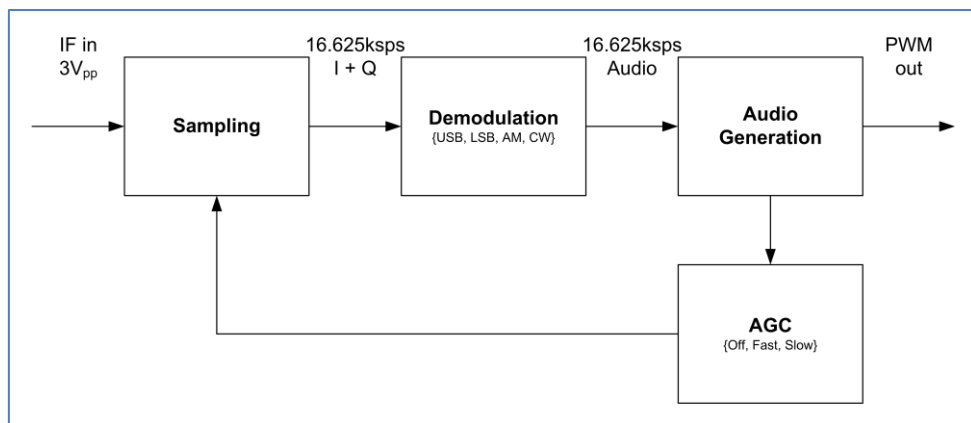 IF in
3Vpp
16.625ksps
I + Q
16.625ksps
Audio
PWM
out
Sampling
Demodulation
{USB, LSB, AM, CW}
Audio
Generation
AGC
{Off, Fast, Slow}